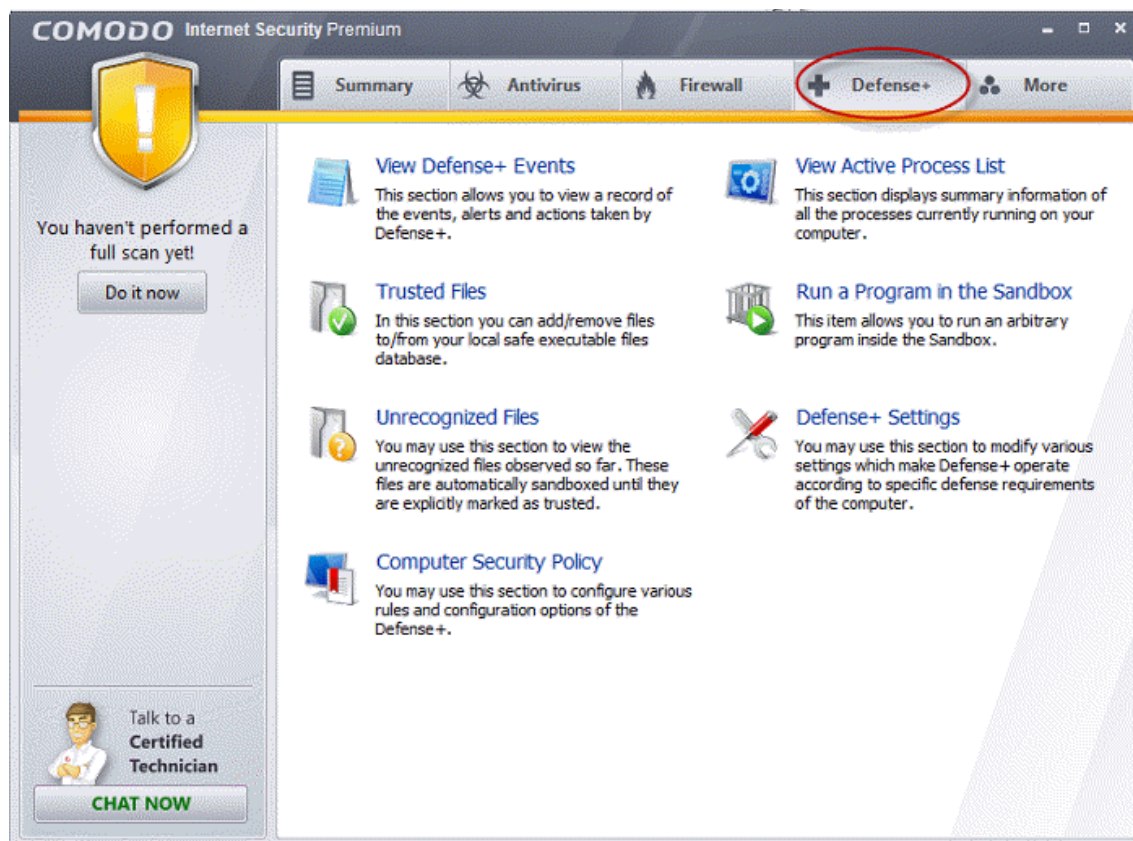 COMODO Internet Security Premium
Summary
Antivirus
Firewall
Defense+
More
You haven't performed a
full scan yet!
Do it now
View Defense+ Events
This section allows you to view a record of
the events, alerts and actions taken by
Defense+.
View Active Process List
This section displays summary information of
all the processes currently running on your
computer.
Trusted Files
In this section you can add/remove files
to/from your local safe executable files
database.
Run a Program in the Sandbox
This item allows you to run an arbitrary
program inside the Sandbox.
Unrecognized Files
You may use this section to view the
unrecognized files observed so far. These
files are automatically sandboxed until they
are explicitly marked as trusted.
Defense+ Settings
You may use this section to modify various
settings which make Defense+ operate
according to specific defense requirements
of the computer.
Computer Security Policy
You may use this section to configure various
rules and configuration options of the
Defense+.
Talk to a
Certified
Technician
CHAT NOW